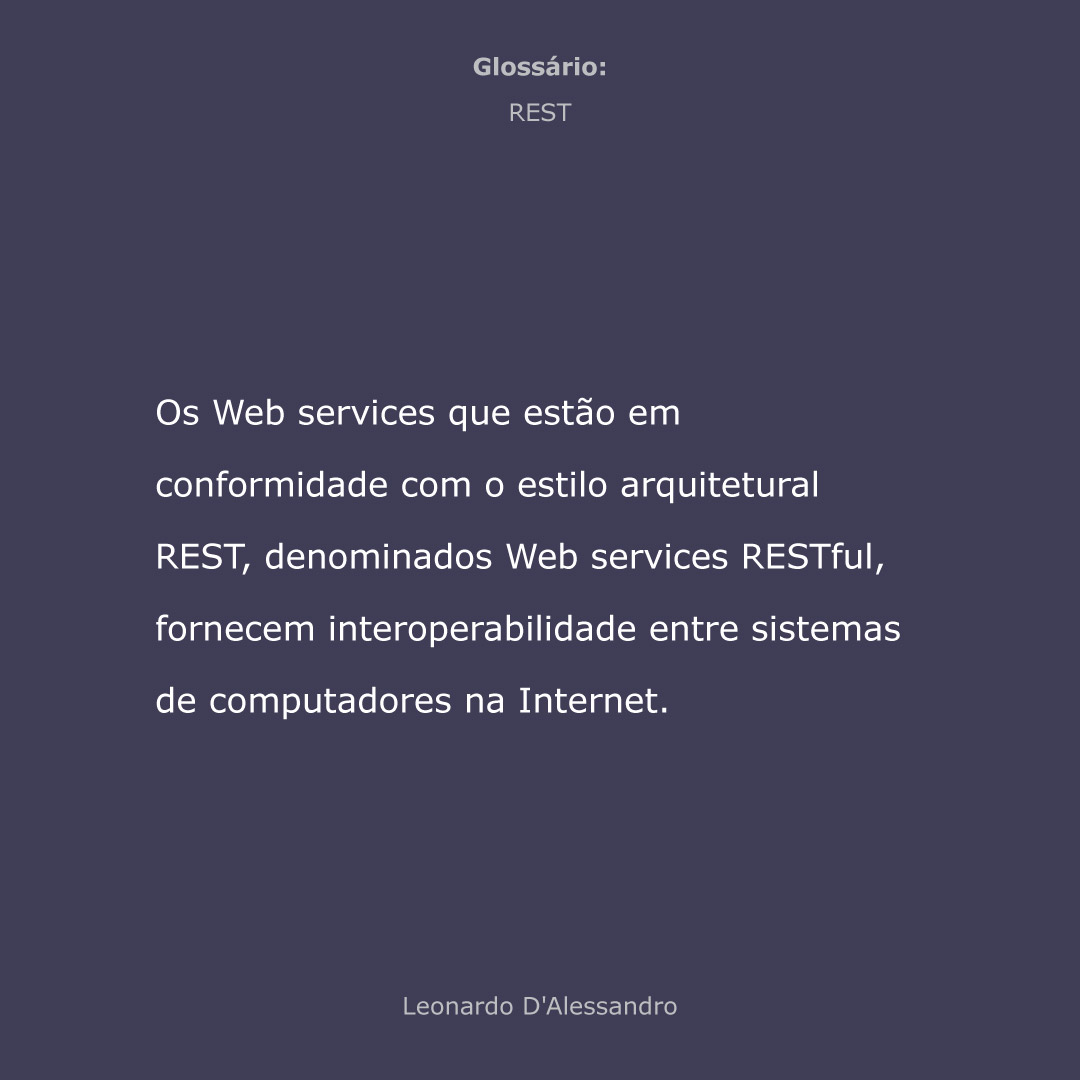 Glossário:
REST
Os Web services que estão em
conformidade com o estilo arquitetural
REST, denominados Web services RESTful,
fornecem interoperabilidade entre sistemas
de computadores na Internet.
Leonardo D'Alessandro